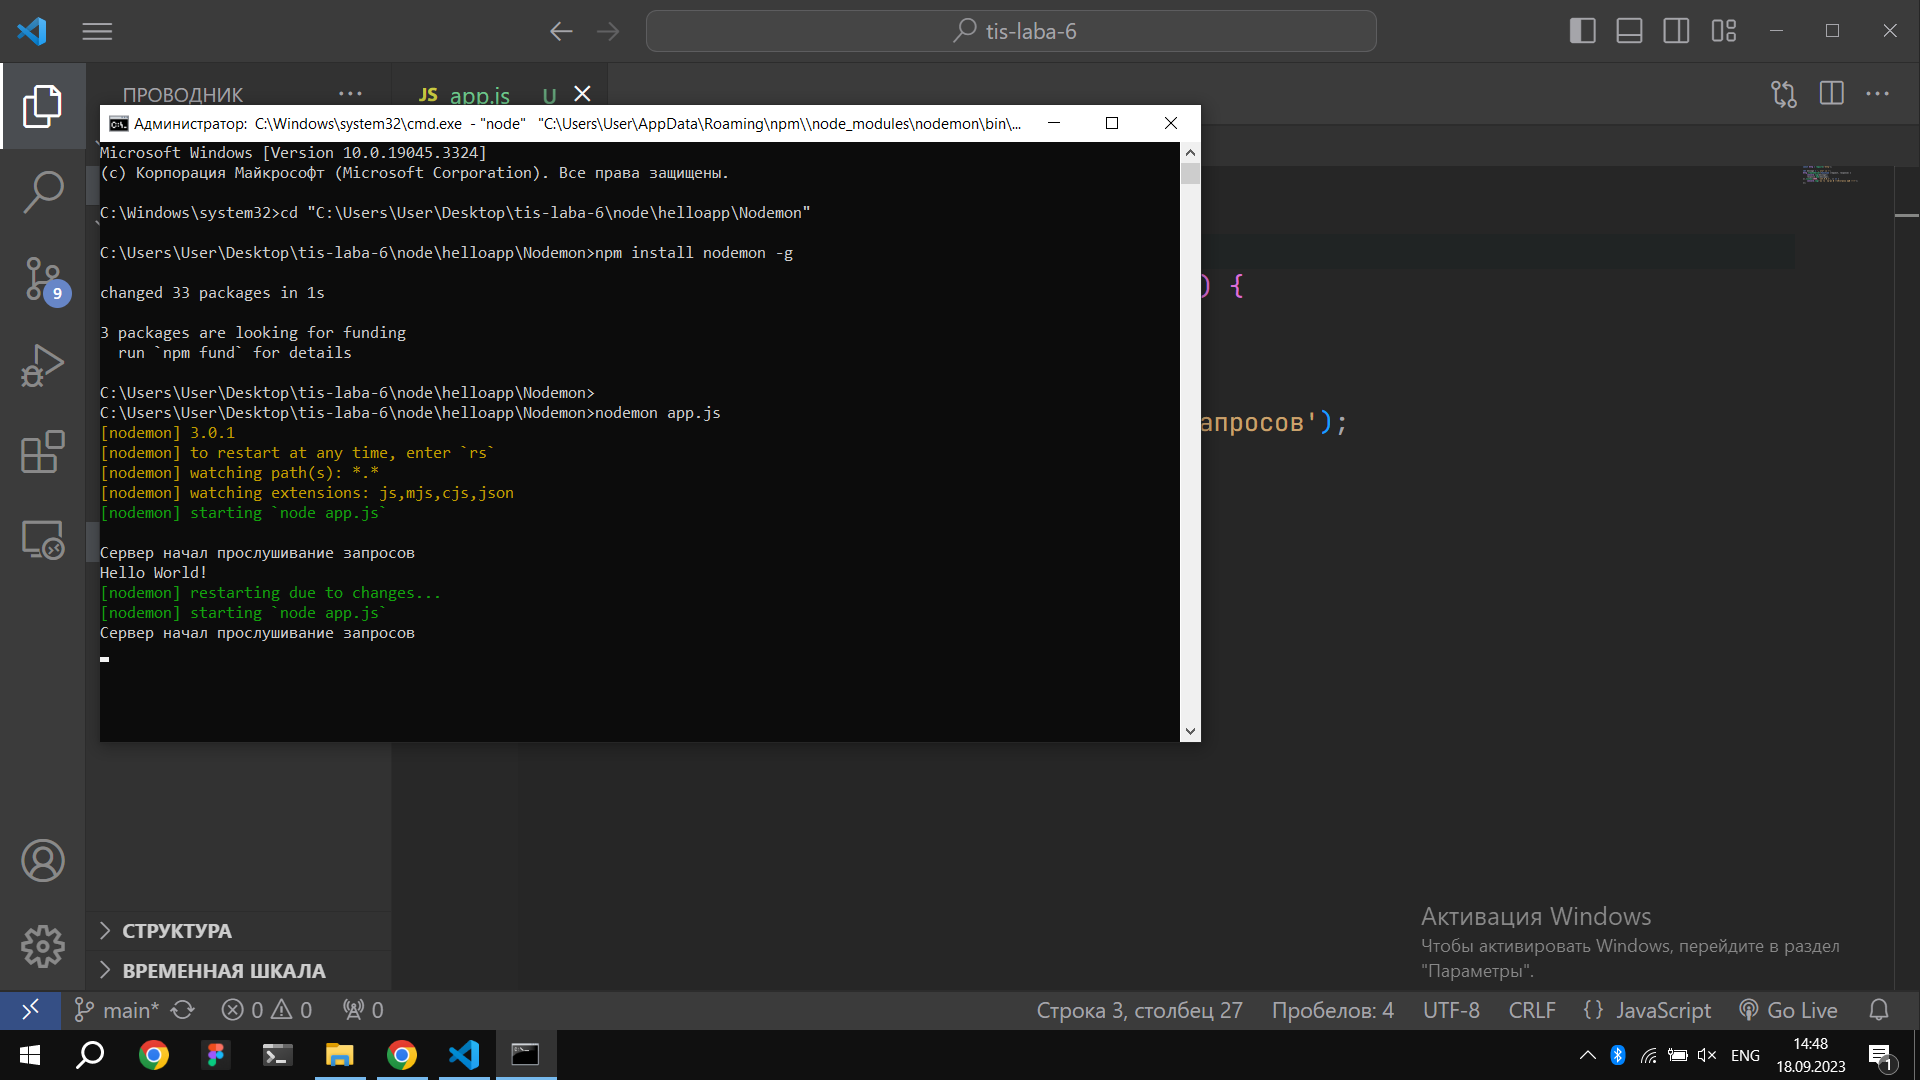 tis-laba-6
ПРОВОДНИК
JS app.js U
Администратор: C:\Windows\system32\cmd.exe - "node" "C:\Users\User\AppData\Roaming\npm\\node_modules\nodemon\bin\...
Microsoft Windows [Version 10.0.19045.3324]
(c) Корпорация Майкрософт (Microsoft Corporation). Все права защищены.
C:\Windows\system32>cd "C:\Users\User\Desktop\tis-laba-6\node\helloapp\Nodemon"
C:\Users\User\Desktop\tis-laba-6\node\helloapp\Nodemon>npm install nodemon -g
changed 33 packages in 1s
3 packages are looking for funding
run `npm fund` for details
C:\Users\User\Desktop\tis-laba-6\node\helloapp\Nodemon>
C:\Users\User\Desktop\tis-laba-6\node\helloapp\Nodemon>nodemon app.js
[nodemon] 3.0.1
[nodemon] to restart at any time, enter `rs`
[nodemon] watching path(s): *.*
[nodemon] watching extensions: js,mjs,cjs,json
[nodemon] starting `node app.js`
Сервер начал прослушивание запросов
Hello World!
[nodemon] restarting due to changes...
[nodemon] starting `node app.js`
Сервер начал прослушивание запросов
) {
апросов');
9
СТРУКТУРА
ВРЕМЕННАЯ ШКАЛА
Активация Windows
Чтобы активировать Windows, перейдите в раздел
"Параметры".
main* 0 0 0 Строка 3, столбец 27 Пробелов: 4 UTF-8 CRLF {} JavaScript Go Live
ENG 14:48
18.09.2023 1